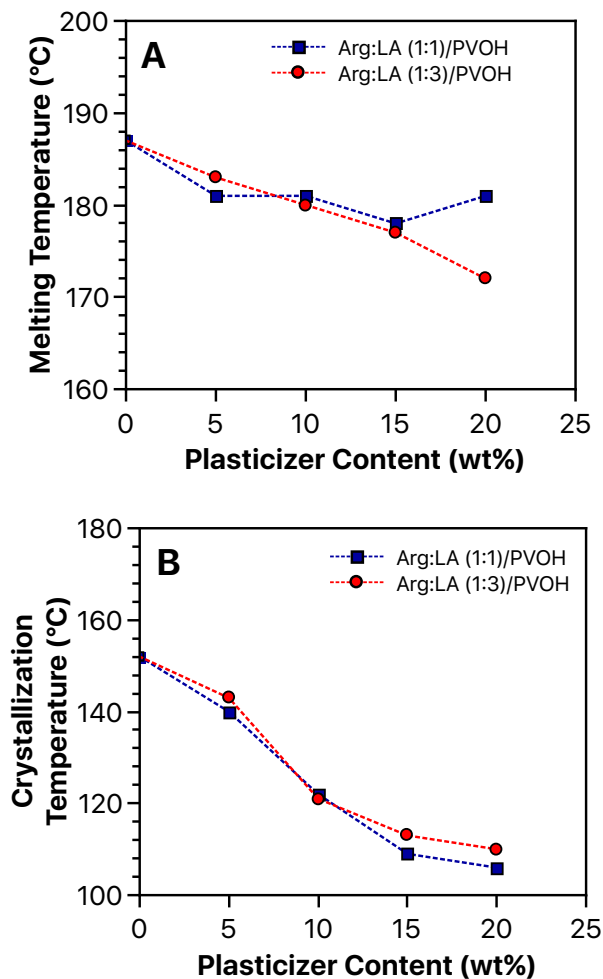 200
190
180
170
160
Melting Temperature (°C)
A
Arg:LA (1:1)/PVOH
Arg:LA (1:3)/PVOH
0 5 10 15 20 25
Plasticizer Content (wt%)
180
160
140
120
100
Crystallization
Temperature (°C)
B
Arg:LA (1:1)/PVOH
Arg:LA (1:3)/PVOH
0 5 10 15 20 25
Plasticizer Content (wt%)